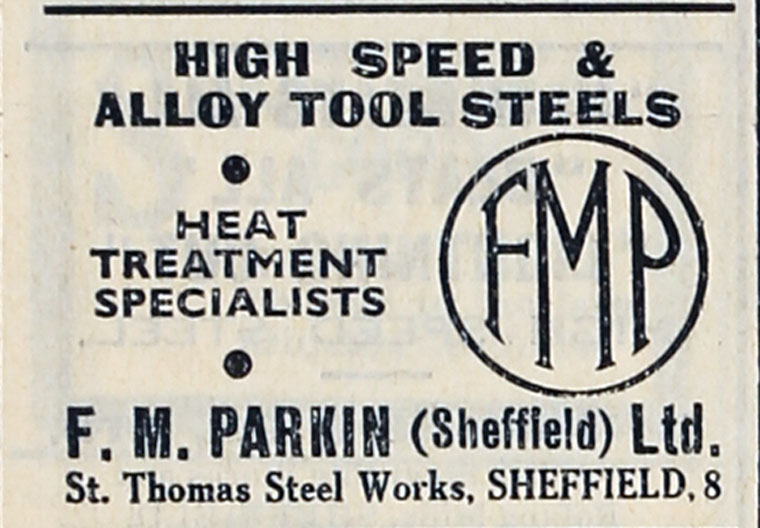 HIGH SPEED &
ALLOY TOOL STEELS
HEAT
TREATMENT
SPECIALISTS
FMP
F. M. PARKIN (Sheffield) Ltd.
St. Thomas Steel Works, SHEFFIELD, 8